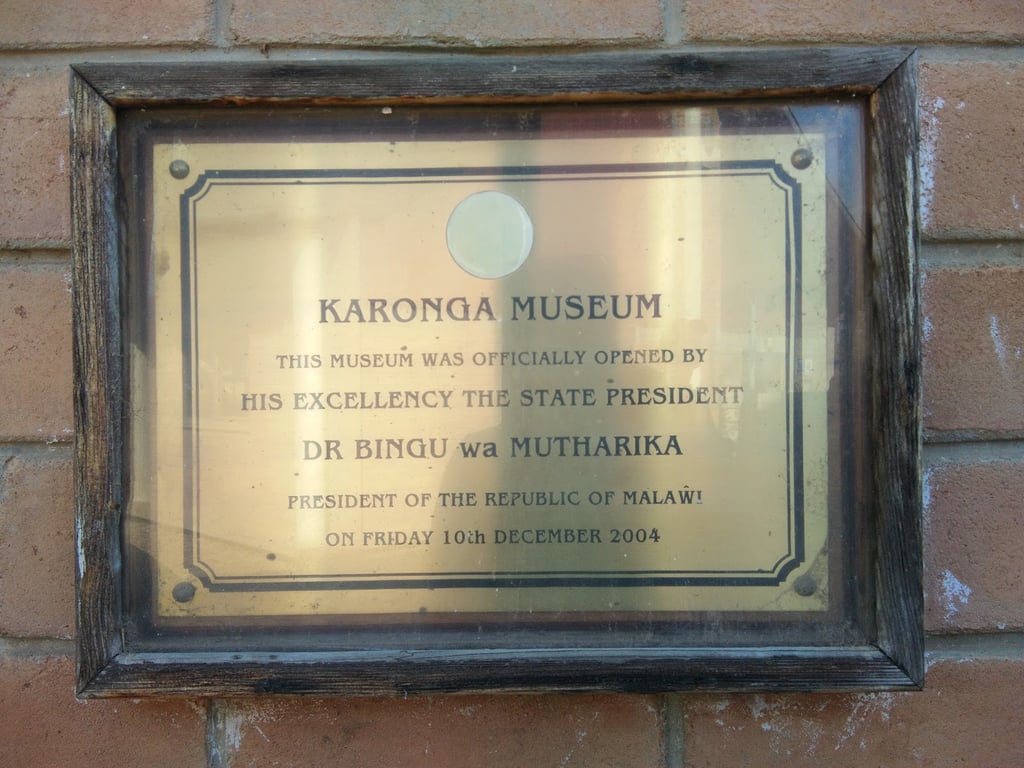 KARONGA MUSEUM
THIS MUSEUM WAS OFFICIALLY OPENED BY
HIS EXCELLENCY THE STATE PRESIDENT
DR BINGU wa MUTHARIKA
PRESIDENT OF THE REPUBLIC OF MALAŴI
ON FRIDAY 10th DECEMBER 2004